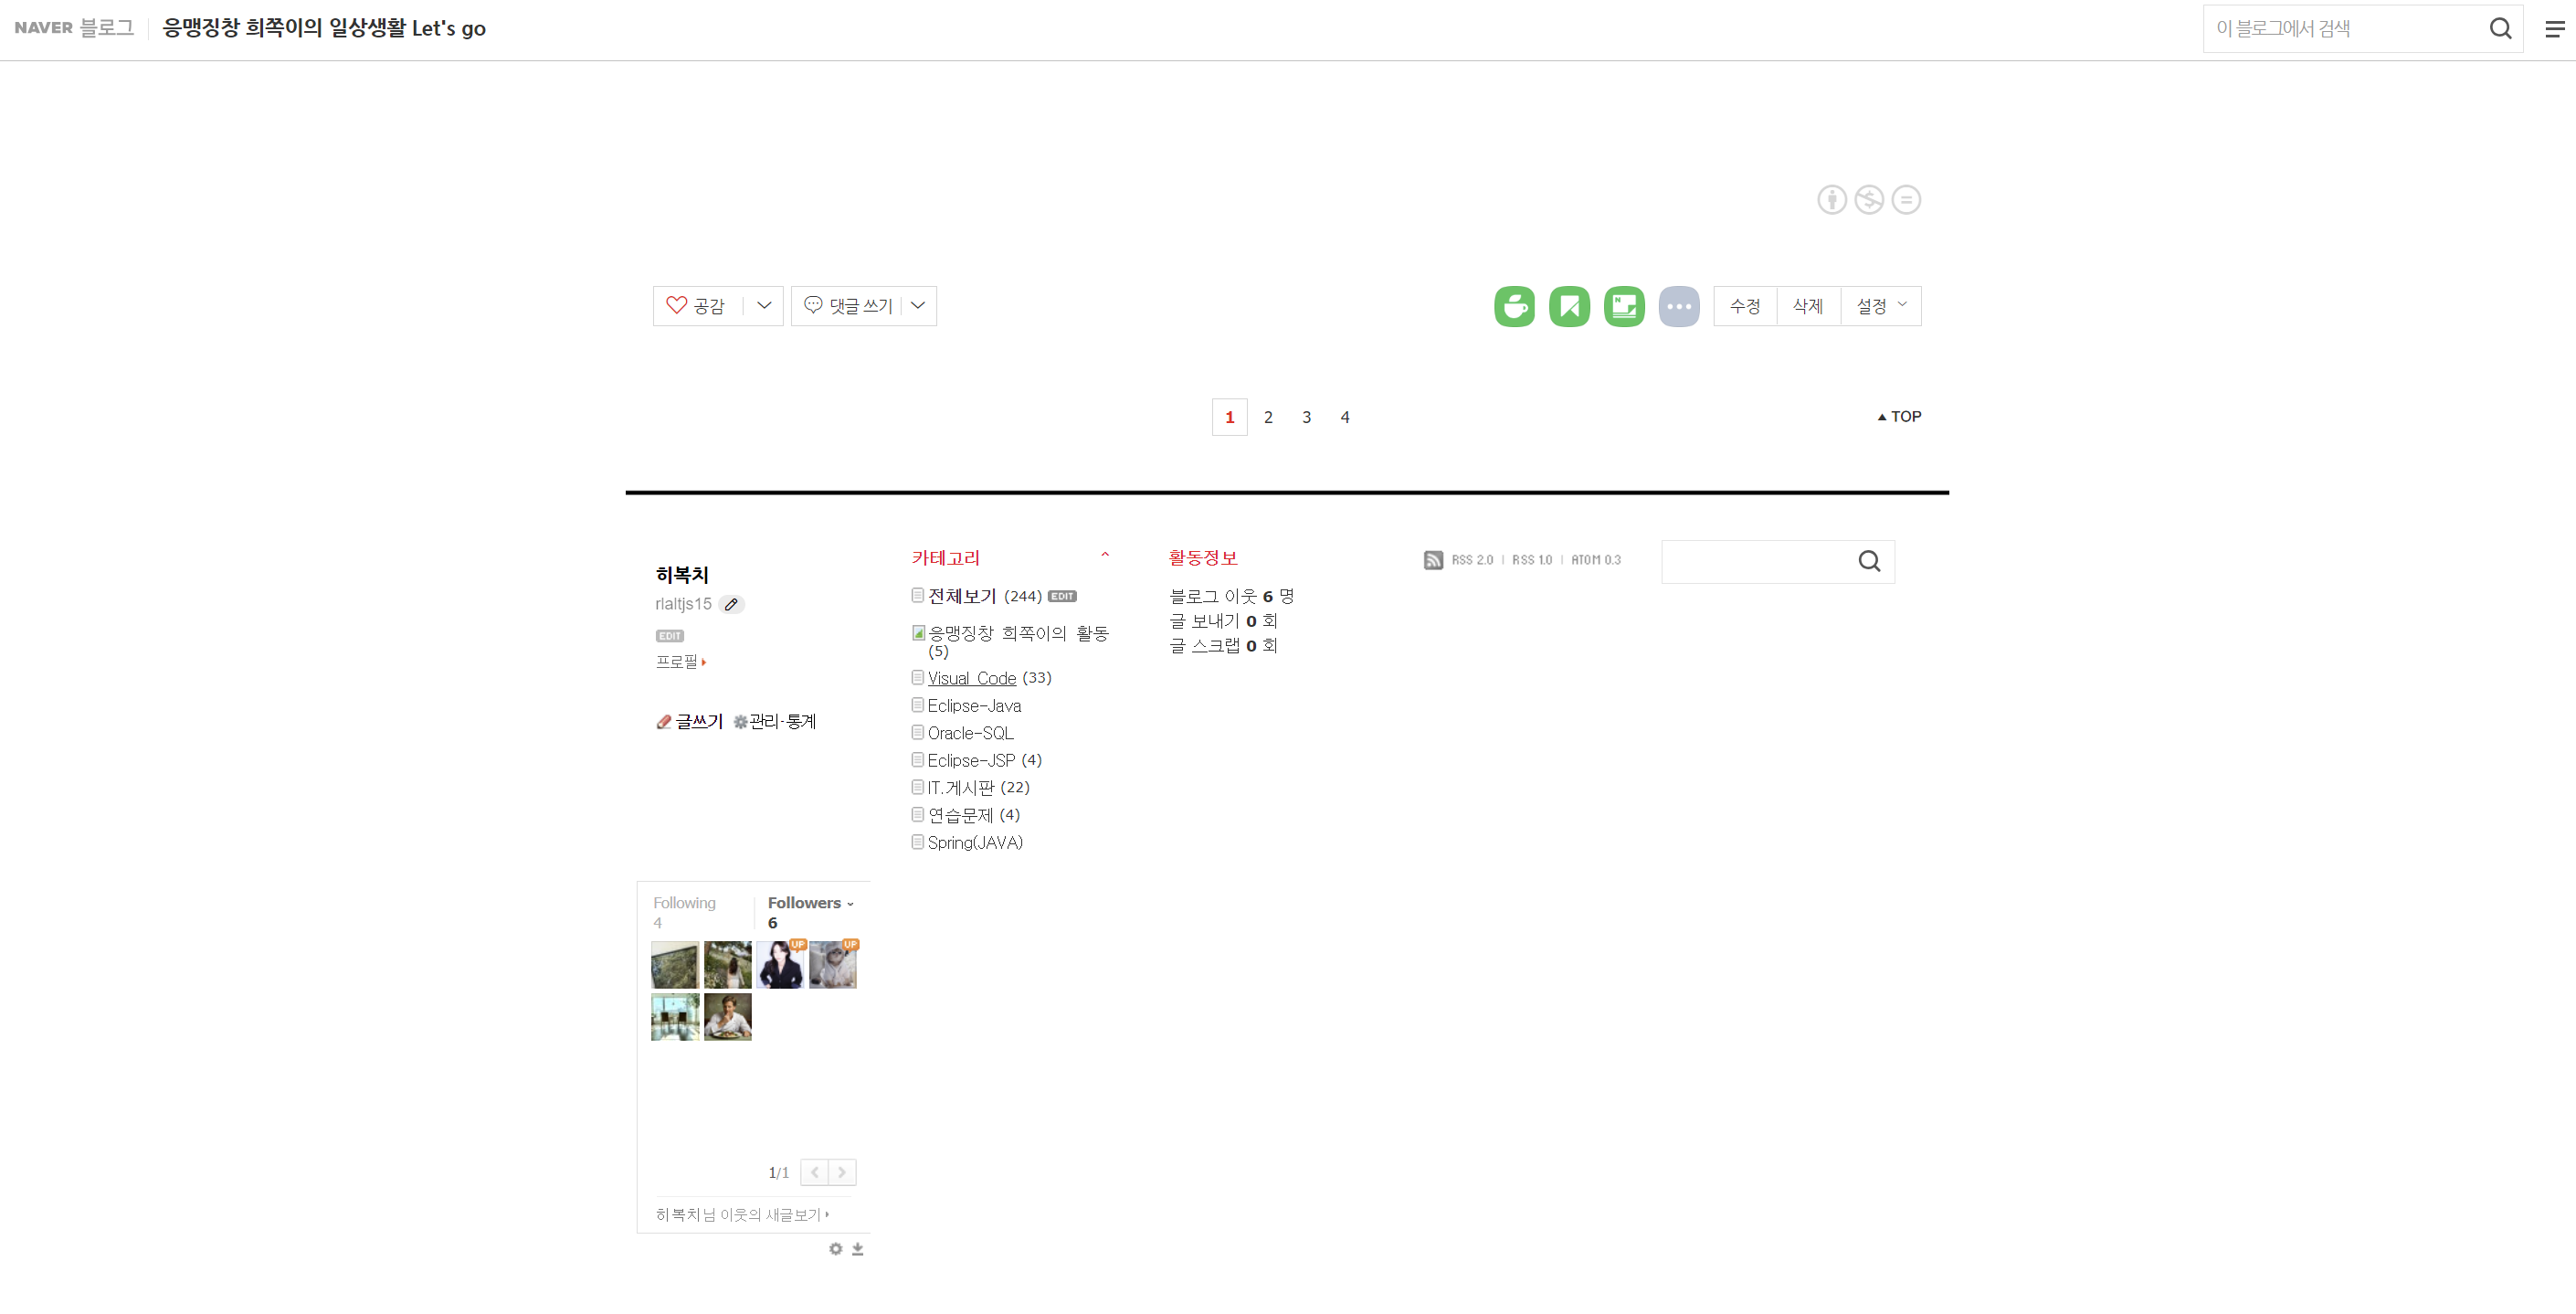 NAVER 블로그 응맹징창 희쪽이의 일상생활 Let's go
이 블로그에서 검색
공감
댓글 쓰기
N
수정 삭제 설정
1 2 3 4
TOP
히복치
rlaltjs15
EDIT
프로필
글쓰기 관리·통계
카테고리
전체보기 (244) EDIT
응맹징창 희쪽이의 활동
(5)
Visual Code (33)
Eclipse-Java
Oracle-SQL
Eclipse-JSP (4)
IT.게시판 (22)
연습문제 (4)
Spring(JAVA)
활동정보
블로그 이웃 6 명
글 보내기 0 회
글 스크랩 0 회
RSS 2.0 | RSS 1.0 | ATOM 0.3
Following
4
Followers
6
UP UP
1/1
히복치님 이웃의 새글보기